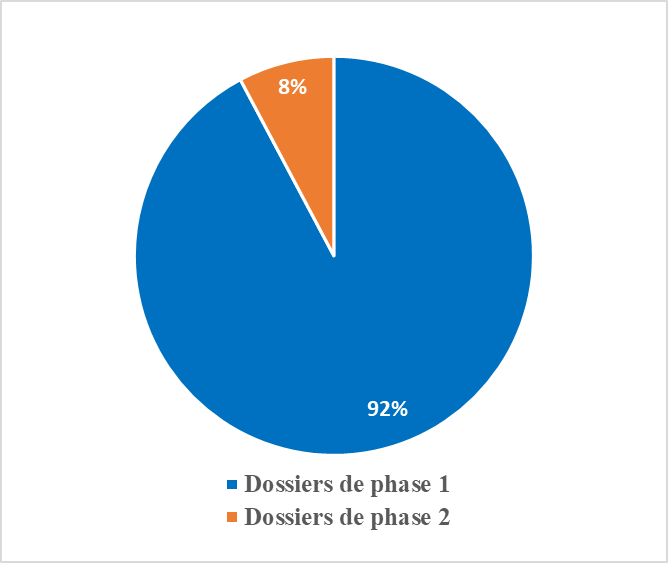 8%
92%
Dossiers de phase 1
Dossiers de phase 2